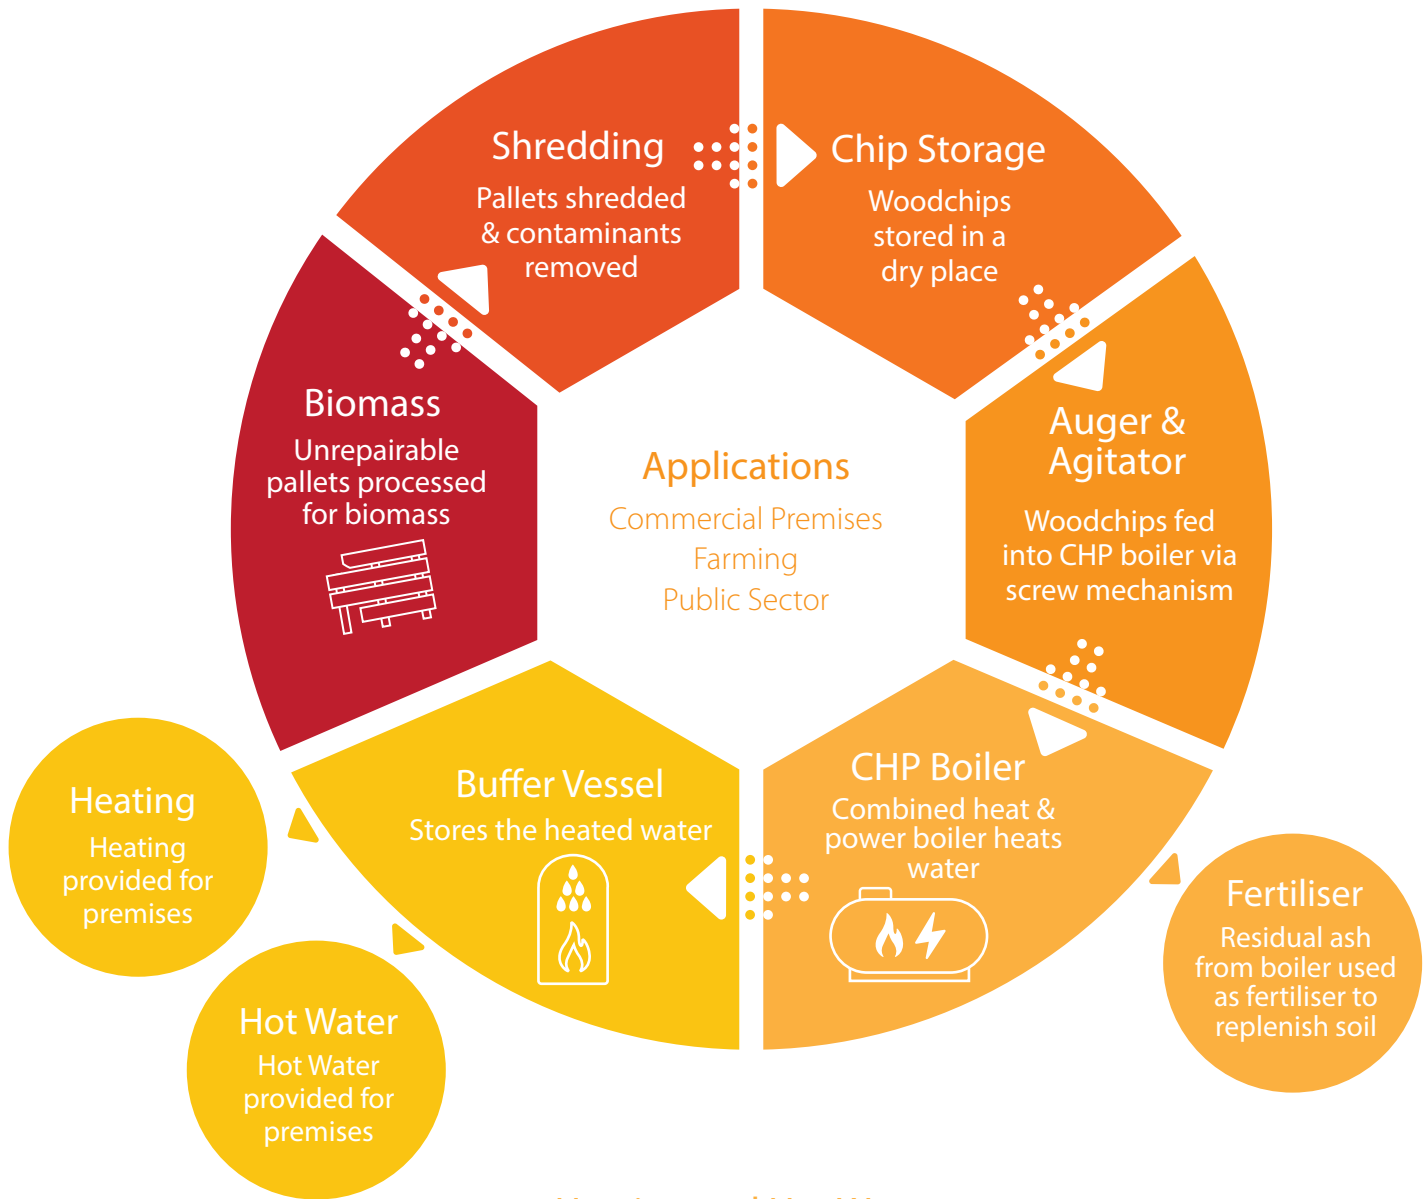 Shredding
Pallets shredded
& contaminants
removed
Chip Storage
Woodchips
stored in a
dry place
Biomass
Unrepairable
pallets processed
for biomass
Applications
Commercial Premises
Farming
Public Sector
Auger &
Agitator
Woodchips fed
into CHP boiler via
screw mechanism
Buffer Vessel
Stores the heated water
CHP Boiler
Combined heat &
power boiler heats
water
Heating
Heating
provided for
premises
Hot Water
Hot Water
provided for
premises
Fertiliser
Residual ash
from boiler used
as fertiliser to
replenish soil